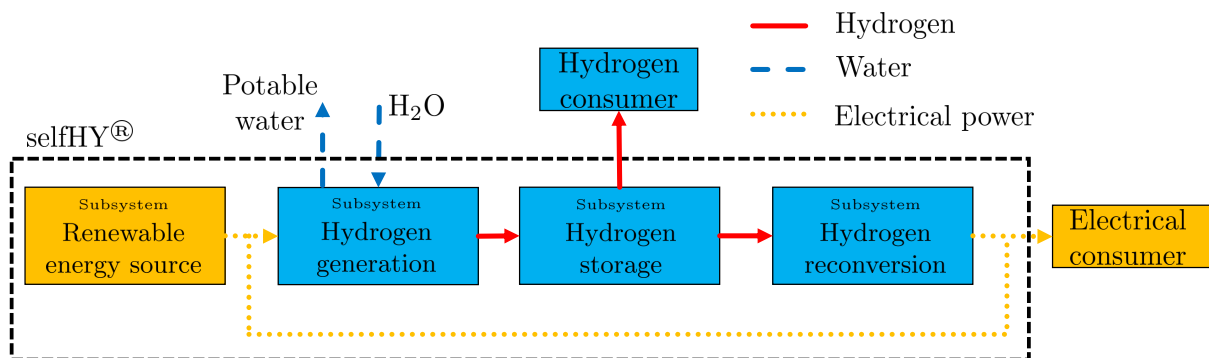 Hydrogen
Water
Electrical power
Hydrogen
consumer
Potable
water
H₂O
selfHY®
Subsystem
Renewable
energy source
Subsystem
Hydrogen
generation
Subsystem
Hydrogen
storage
Subsystem
Hydrogen
reconversion
Electrical
consumer